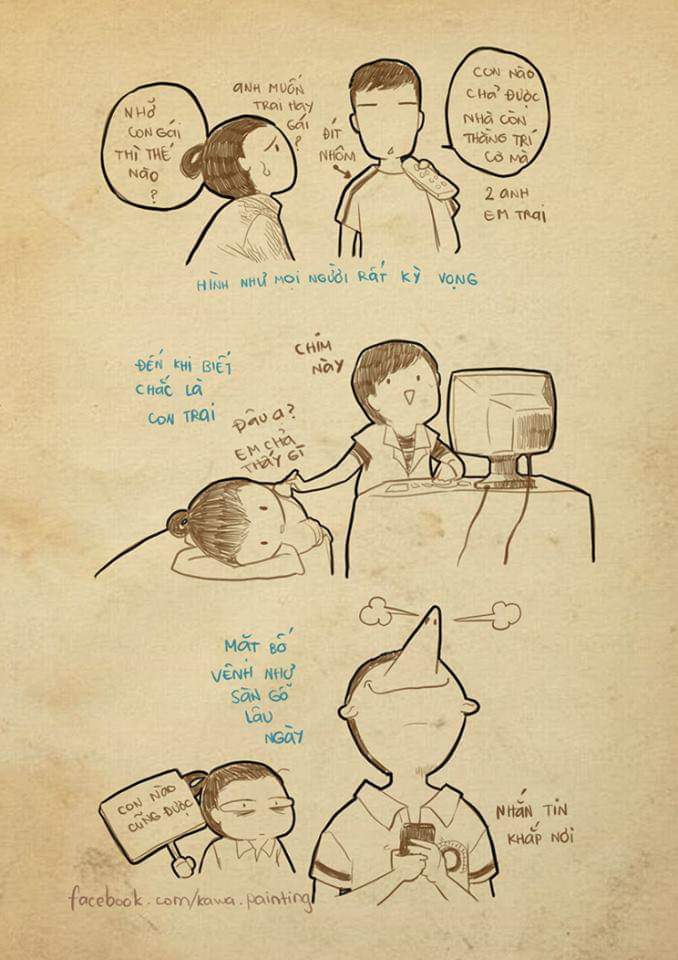 NHỠ
CON GÁI
THÌ THẾ
NÀO
?
ANH MUỐN
TRAI HAY
GÁI
?
ĐÍT
NHÔM
CON NÀO
CHẢ ĐƯỢC
NHÀ CÒN
THẰNG TRÍ
CƠ MÀ
2 ANH
EM TRAI
HÌNH NHƯ MỌI NGƯỜI RẤT KỲ VỌNG
ĐẾN KHI BIẾT
CHẮC LÀ
CON TRAI
CHIM
NÀY
ĐÂU Ạ?
EM CHẢ
THẤY GÌ
MẶT BỐ
VÊNH NHƯ
SÀN GỖ
LÂU
NGÀY
CON NÀO
CŨNG ĐƯỢC
NHẮN TIN
KHẮP NƠI
facebook.com/kawa.painting